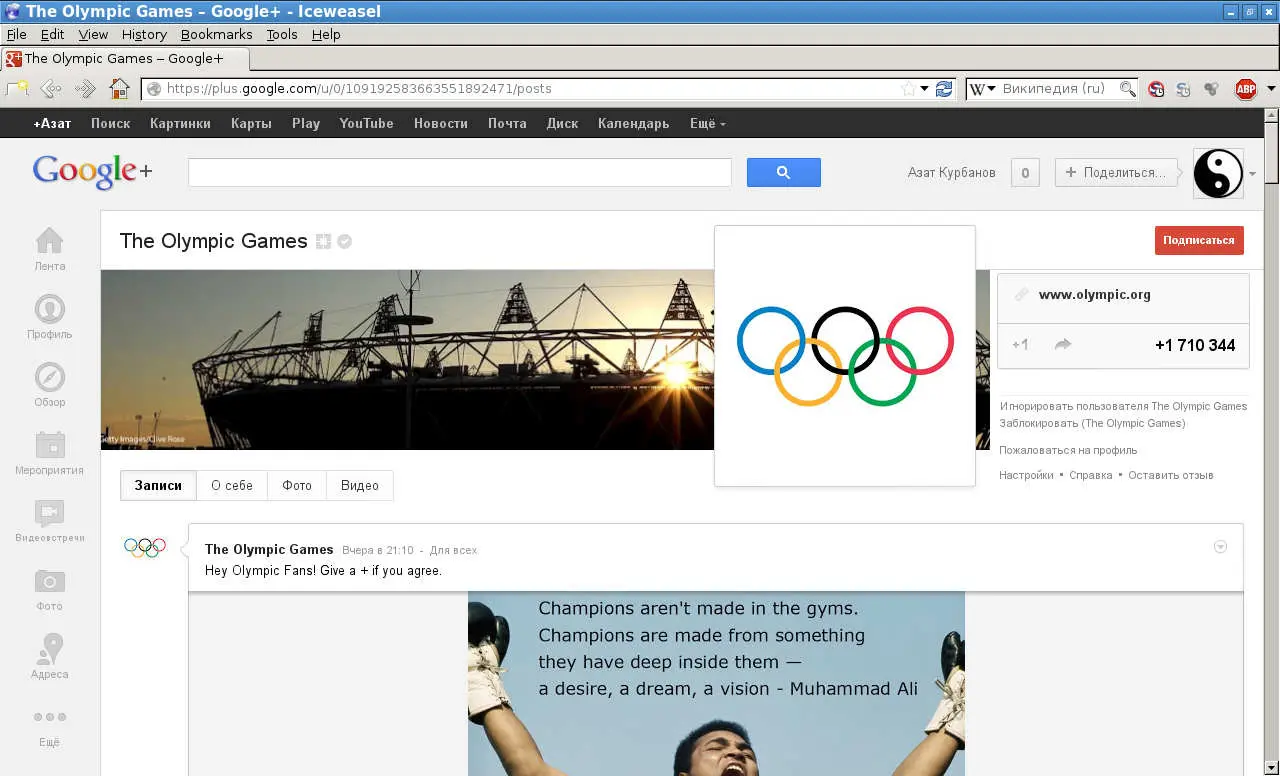 The Olympic Games – Google+ - Iceweasel
File Edit View History Bookmarks Tools Help
The Olympic Games – Google+
https://plus.google.com/u/0/109192583663551892471/posts
W Википедия (ru)
ABP
+Азат Поиск Картинки Карты Play YouTube Новости Почта Диск Календарь Ещё
Google+
Азат Курбанов 0 + Поделиться...
The Olympic Games
Подписаться
Лента
Профиль
Обзор
Мероприятия
Видеовстречи
Фото
Адреса
Ещё
Getty Images/Clive Rose
www.olympic.org
+1 +1 710 344
Игнорировать пользователя The Olympic Games
Заблокировать (The Olympic Games)
Пожаловаться на профиль
Настройки • Справка • Оставить отзыв
Записи О себе Фото Видео
The Olympic Games Вчера в 21:10 - Для всех
Hey Olympic Fans! Give a + if you agree.
Champions aren't made in the gyms.
Champions are made from something
they have deep inside them —
a desire, a dream, a vision - Muhammad Ali